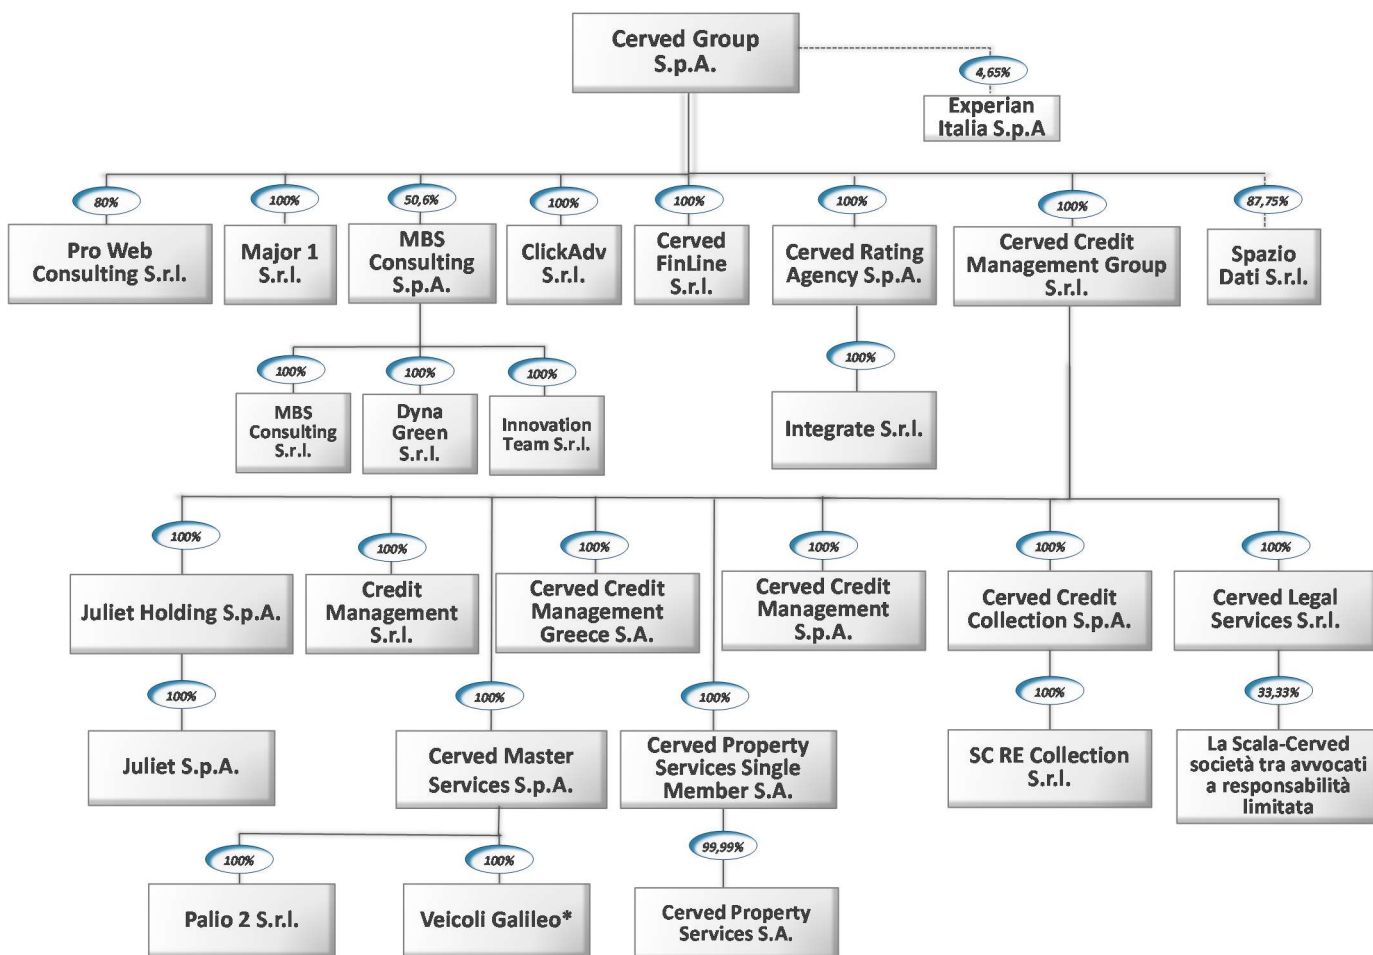 Cerved Group
S.p.A.
4,65%
Experian
Italia S.p.A
80%
100%
50,6%
100%
100%
100%
100%
87,75%
Pro Web
Consulting S.r.l.
Major 1
S.r.l.
MBS
Consulting
S.p.A.
ClickAdv
S.r.l.
Cerved
FinLine
S.r.l.
Cerved Rating
Agency S.p.A.
Cerved Credit
Management Group
S.r.l.
Spazio
Dati S.r.l.
100%
100%
100%
100%
MBS
Consulting
S.r.l.
Dyna
Green
S.r.l.
Innovation
Team S.r.l.
Integrate S.r.l.
100%
100%
100%
100%
100%
100%
Juliet Holding S.p.A.
Credit
Management
S.r.l.
Cerved Credit
Management
Greece S.A.
Cerved Credit
Management
S.p.A.
Cerved Credit
Collection S.p.A.
Cerved Legal
Services S.r.l.
100%
100%
100%
100%
33,33%
Juliet S.p.A.
Cerved Master
Services S.p.A.
Cerved Property
Services Single
Member S.A.
SC RE Collection
S.r.l.
La Scala-Cerved
società tra avvocati
a responsabilità
limitata
100%
100%
99,99%
Palio 2 S.r.l.
Veicoli Galileo*
Cerved Property
Services S.A.